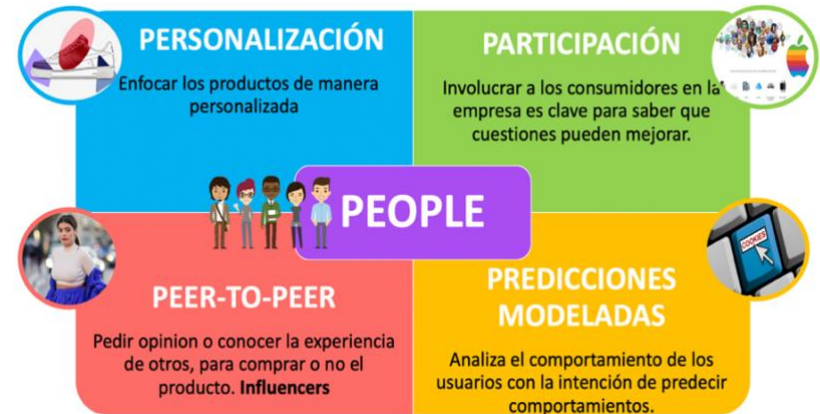 PERSONALIZACIÓN
Enfocar los productos de manera
personalizada
PARTICIPACIÓN
Involucrar a los consumidores en la
empresa es clave para saber que
cuestiones pueden mejorar.
PEOPLE
PEER-TO-PEER
Pedir opinion o conocer la experiencia
de otros, para comprar o no el
producto. Influencers
COOKIES
PREDICCIONES
MODELADAS
Analiza el comportamiento de los
usuarios con la intención de predecir
comportamientos.